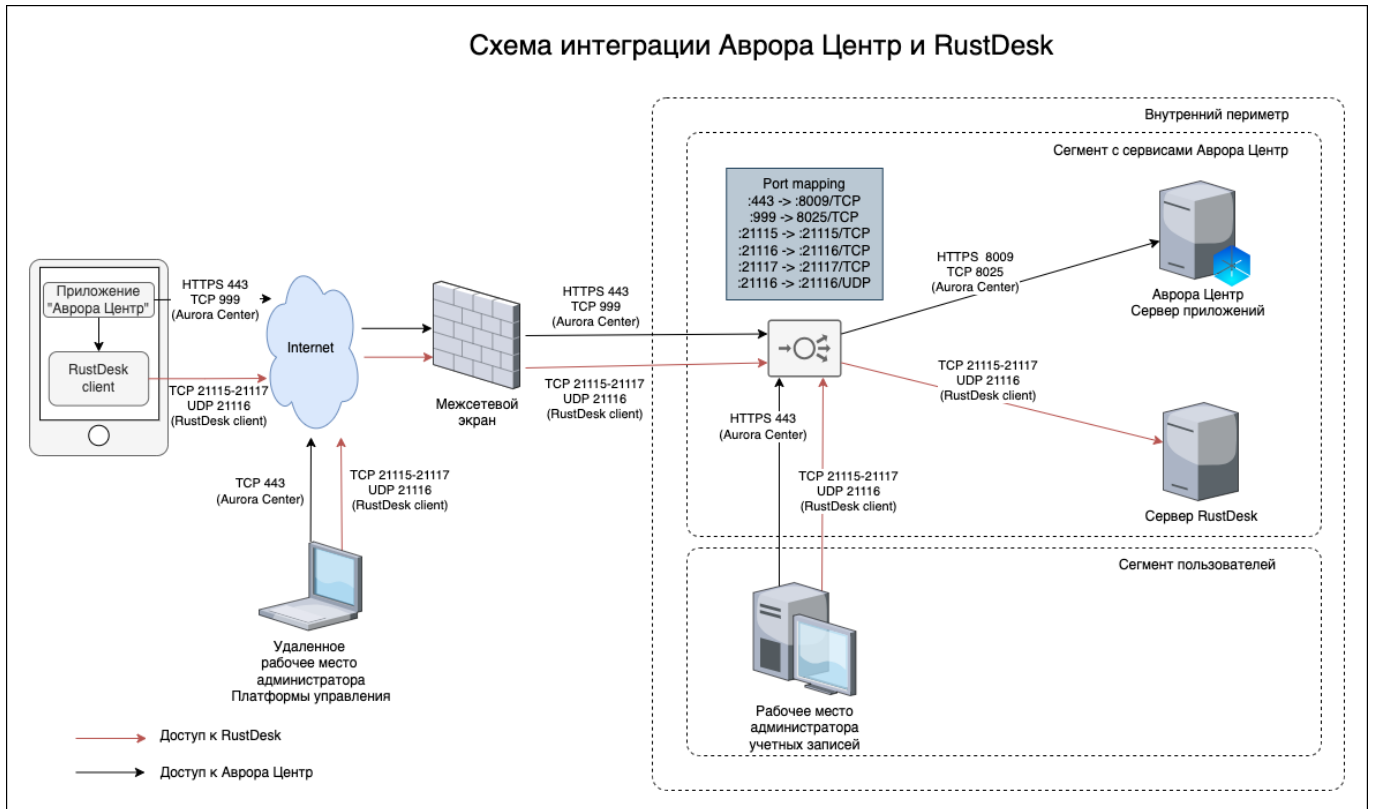 Схема интеграции Аврора Центр и RustDesk
Внутренний периметр
Сегмент с сервисами Аврора Центр
Port mapping
:443 -> :8009/TCP
:999 -> 8025/TCP
:21115 -> :21115/TCP
:21116 -> :21116/TCP
:21117 -> :21117/TCP
:21116 -> :21116/UDP
HTTPS  8009
TCP 8025
(Aurora Center)
Аврора Центр
Сервер приложений
Приложение
"Аврора Центр"
RustDesk
client
HTTPS 443
TCP 999
(Aurora Center)
TCP 21115-21117
UDP 21116
(RustDesk client)
Internet
HTTPS 443
TCP 999
(Aurora Center)
TCP 21115-21117
UDP 21116
(RustDesk client)
Межсетевой
экран
TCP 21115-21117
UDP 21116
(RustDesk client)
Сервер RustDesk
HTTPS 443
(Aurora Center)
TCP 21115-21117
UDP 21116
(RustDesk client)
TCP 443
(Aurora Center)
TCP 21115-21117
UDP 21116
(RustDesk client)
Удаленное
рабочее место
администратора
Платформы управления
Сегмент пользователей
Рабочее место
администратора
учетных записей
Доступ к RustDesk
Доступ к Аврора Центр